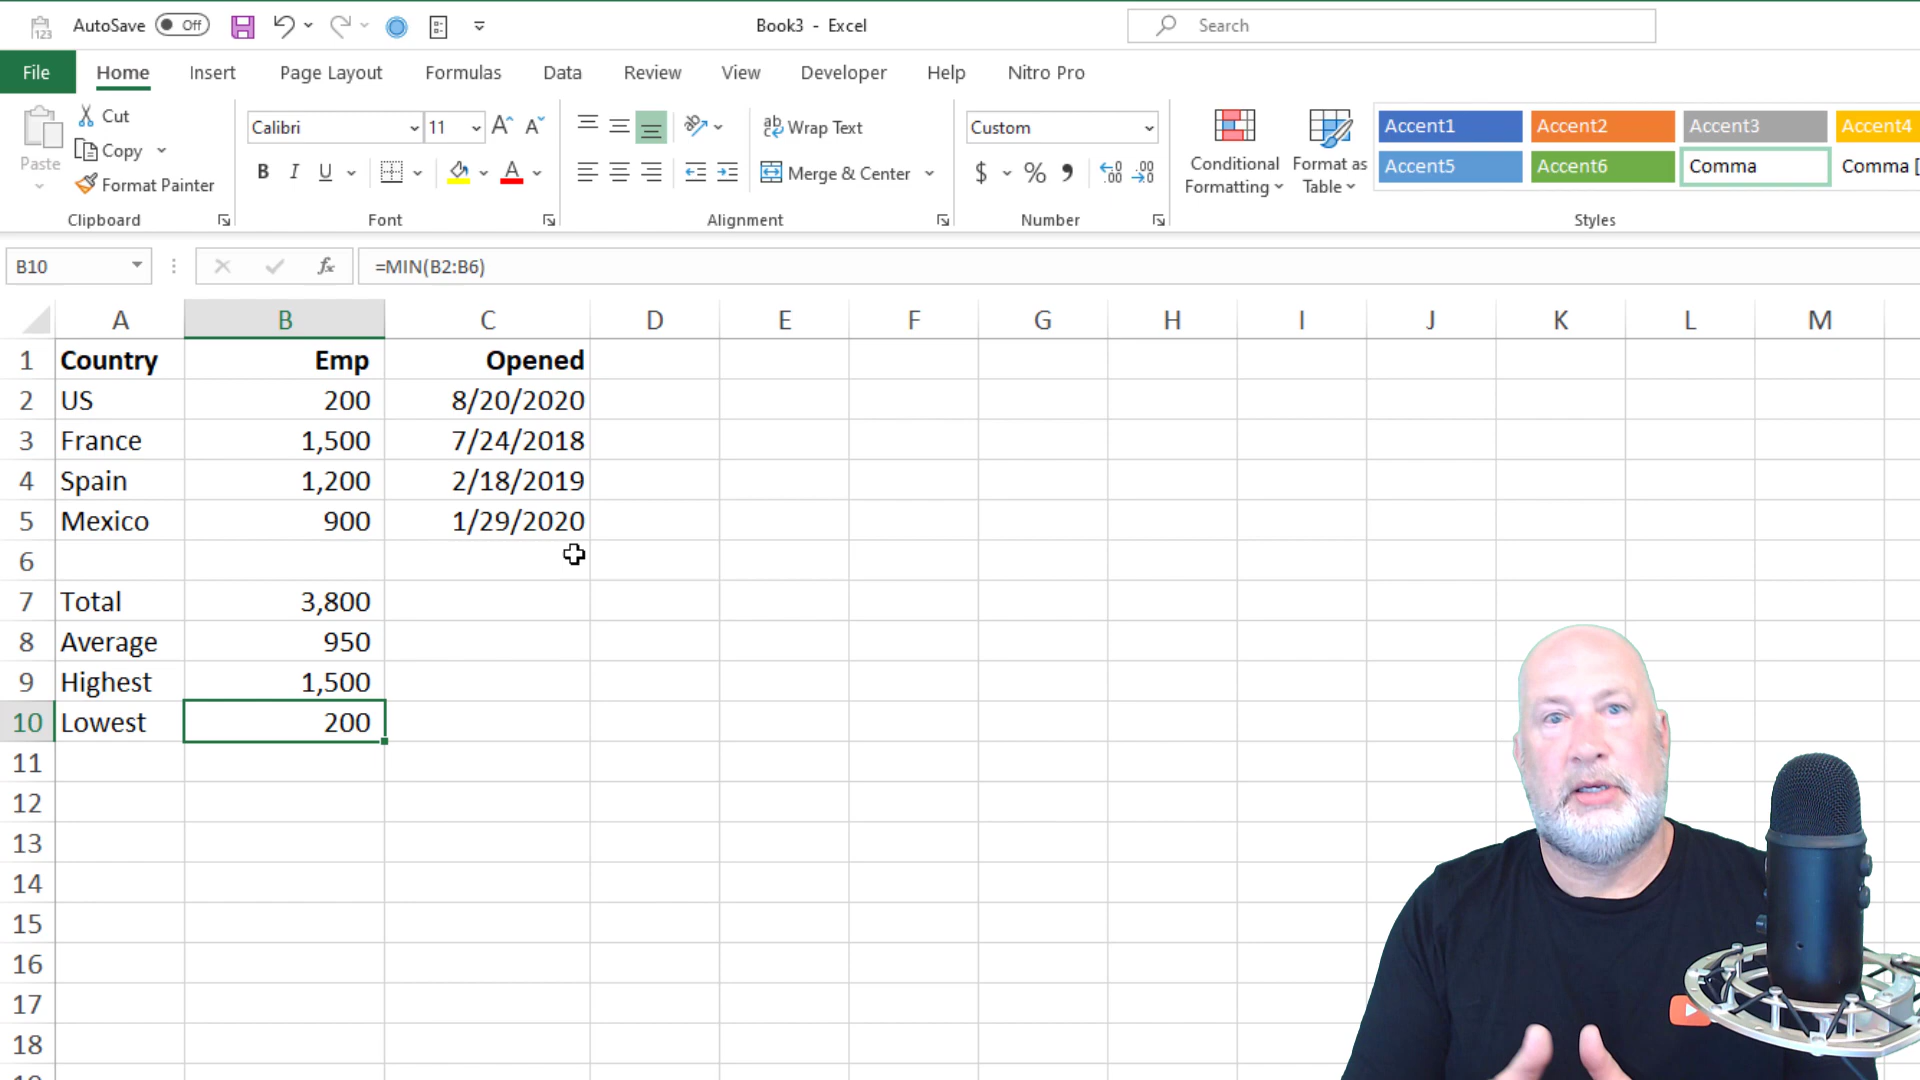 AutoSave Off Book3 - Excel Search
File Home Insert Page Layout Formulas Data Review View Developer Help Nitro Pro
Paste
Cut
Copy
Format Painter
Clipboard
Calibri 11
B I U A
Font
ab Wrap Text
Merge & Center
Alignment
Custom
$ % , .00 .00
Number
Conditional Formatting
Format as Table
Accent1 Accent2 Accent3 Accent4
Accent5 Accent6 Comma Comma [
Styles
B10 fx =MIN(B2:B6)
A B C D E F G H I J K L M
1 Country Emp Opened
2 US 200 8/20/2020
3 France 1,500 7/24/2018
4 Spain 1,200 2/18/2019
5 Mexico 900 1/29/2020
6
7 Total 3,800
8 Average 950
9 Highest 1,500
10 Lowest 200
11
12
13
14
15
16
17
18